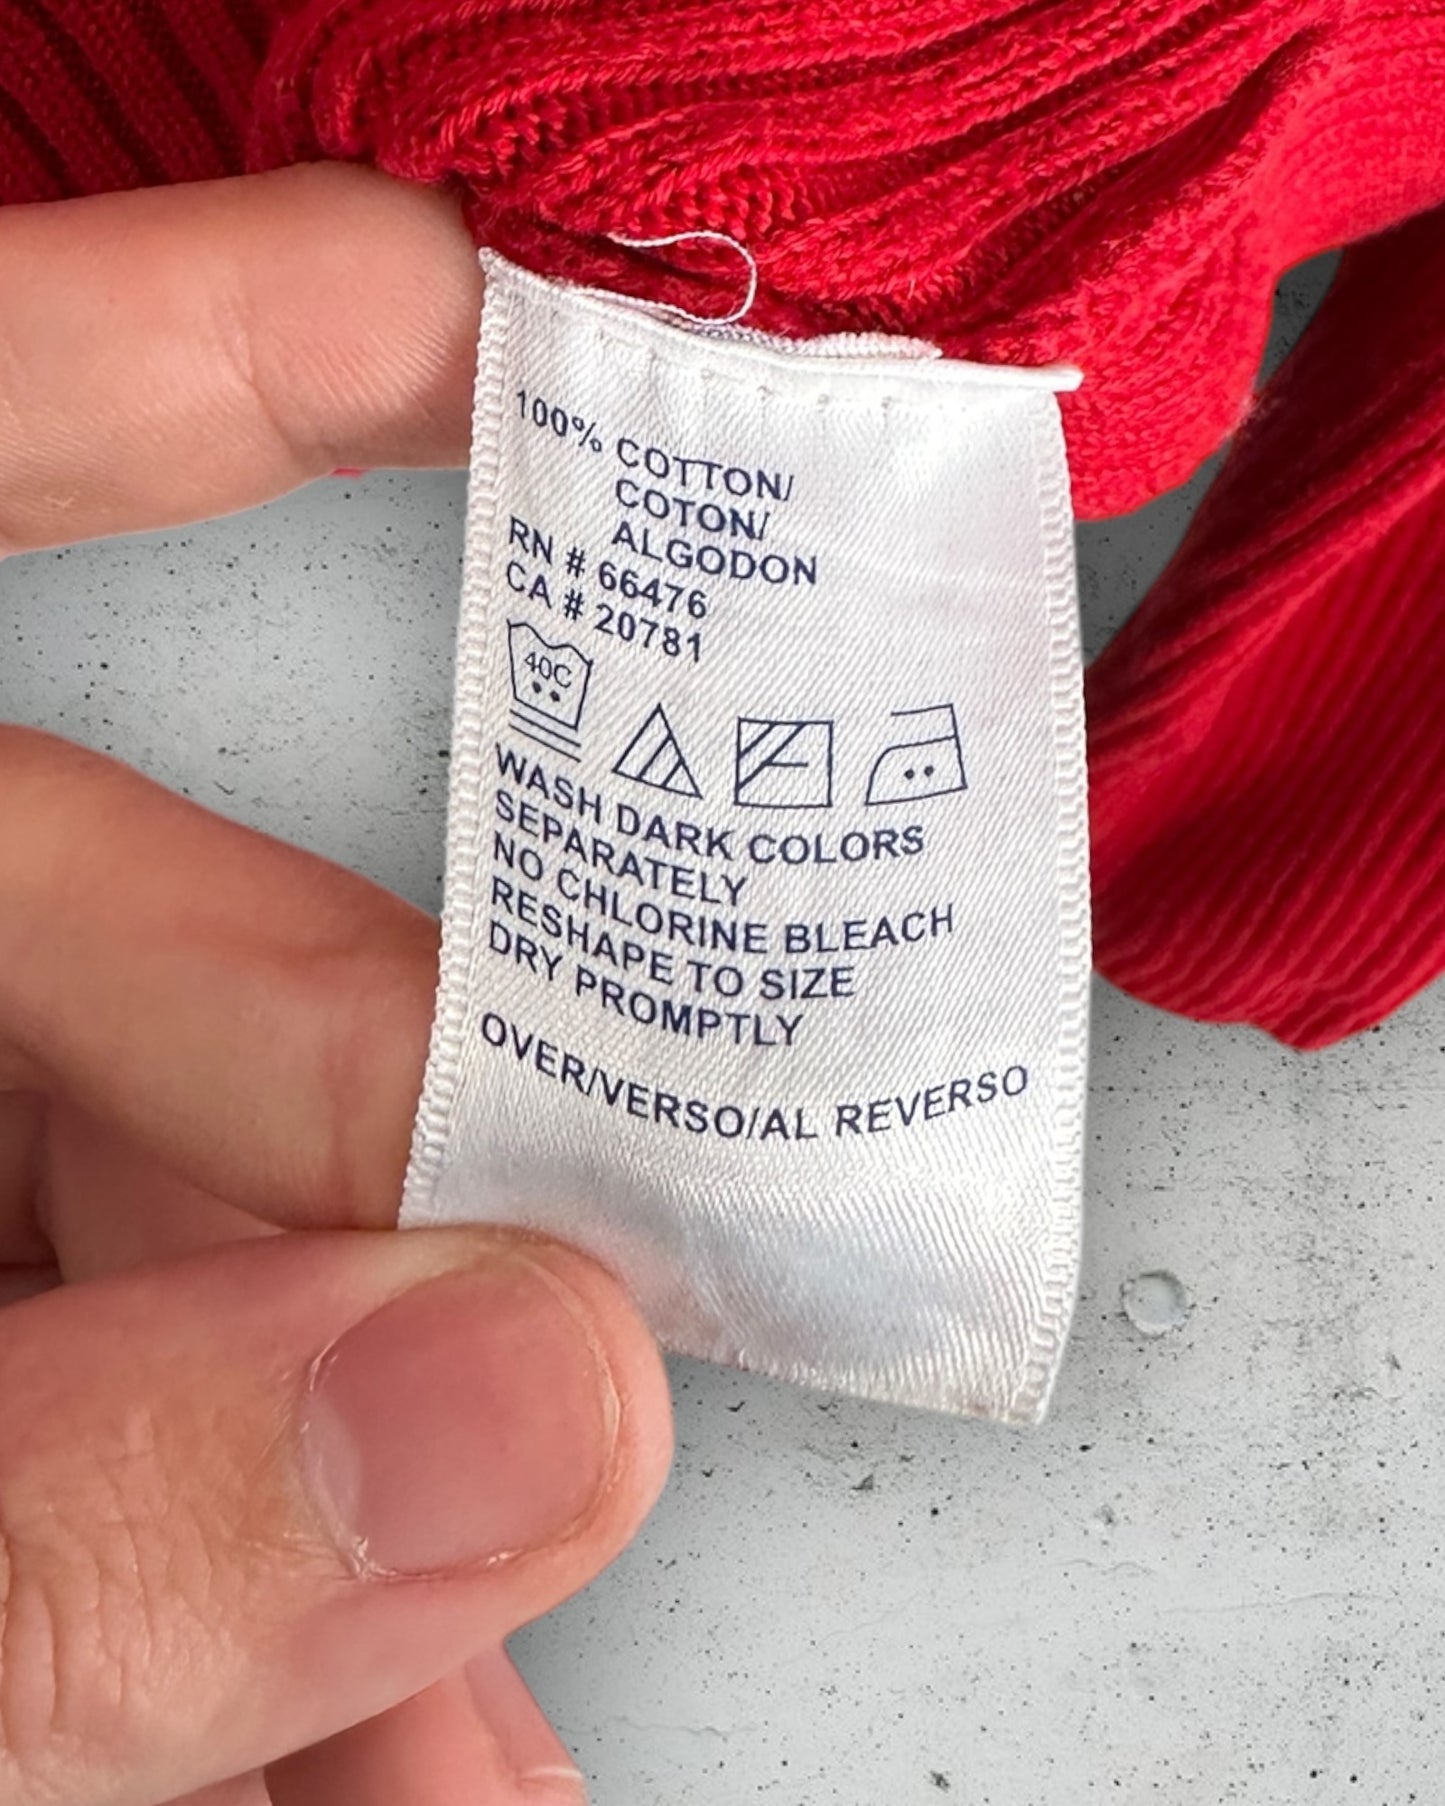 100% COTTON/
COTON/
ALGODON
RN # 66476
CA # 20781
40C
WASH DARK COLORS
SEPARATELY
NO CHLORINE BLEACH
RESHAPE TO SIZE
DRY PROMPTLY
OVER/VERSO/AL REVERSO